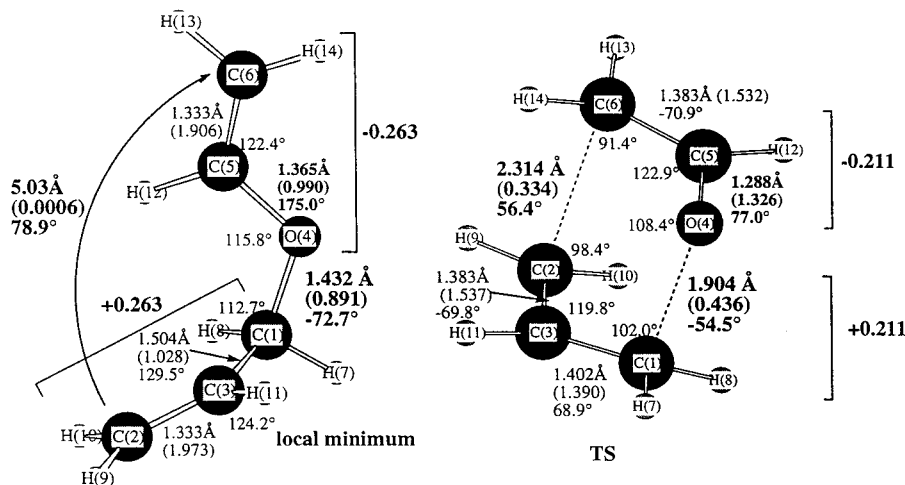 H(13)
H(14)
C(6)
1.333Å
(1.906)
122.4°
C(5)
1.365Å
(0.990)
175.0°
-0.263
H(12)
5.03Å
(0.0006)
78.9°
115.8°
O(4)
1.432 Å
(0.891)
-72.7°
+0.263
112.7°
H(8)
C(1)
1.504Å
(1.028)
129.5°
H(7)
C(3)
H(11)
124.2°
H(10)
C(2)
1.333Å
(1.973)
H(9)
local minimum
H(13)
H(14)
C(6)
1.383Å (1.532)
-70.9°
91.4°
C(5)
H(12)
-0.211
2.314 Å
(0.334)
56.4°
122.9°
1.288Å
(1.326)
77.0°
108.4°
O(4)
H(9)
98.4°
C(2)
H(10)
1.383Å
(1.537)
-69.8°
1.904 Å
(0.436)
-54.5°
119.8°
H(11)
C(3)
102.0°
C(1)
+0.211
1.402Å
(1.390)
68.9°
H(8)
H(7)
TS